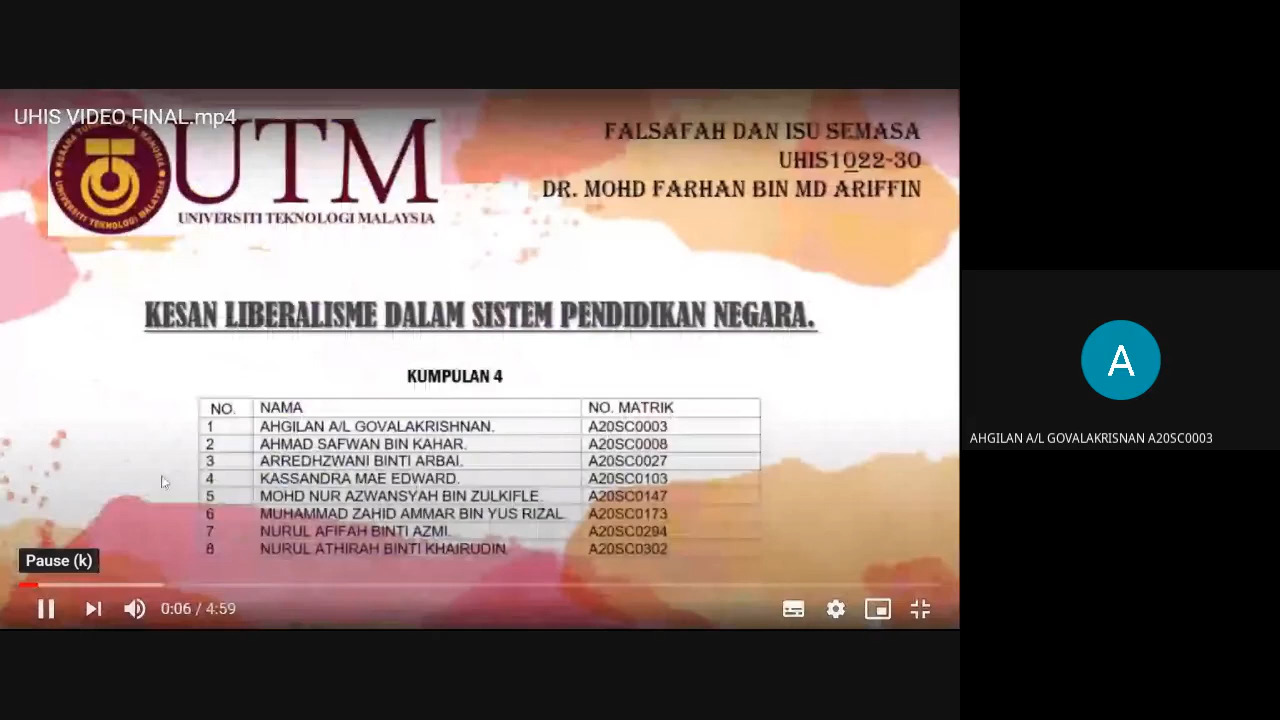 UHIS VIDEO FINAL.mp4
UTM
UNIVERSITI TEKNOLOGI MALAYSIA
FALSAFAH DAN ISU SEMASA
UHIS1022-30
DR. MOHD FARHAN BIN MD ARIFFIN
KESAN LIBERALISME DALAM SISTEM PENDIDIKAN NEGARA.
KUMPULAN 4
NO. NAMA NO. MATRIK
1 AHGILAN A/L GOVALAKRISHNAN. A20SC0003
2 AHMAD SAFWAN BIN KAHAR. A20SC0008
3 ARREDHZWANI BINTI ARBAI. A20SC0027
4 KASSANDRA MAE EDWARD. A20SC0103
5 MOHD NUR AZWANSYAH BIN ZULKIFLE. A20SC0147
6 MUHAMMAD ZAHID AMMAR BIN YUS RIZAL A20SC0173
7 NURUL AFIFAH BINTI AZMI. A20SC0294
8 NURUL ATHIRAH BINTI KHAIRUDIN. A20SC0302
Pause (k)
0:06 / 4:59
A
AHGILAN A/L GOVALAKRISNAN A20SC0003